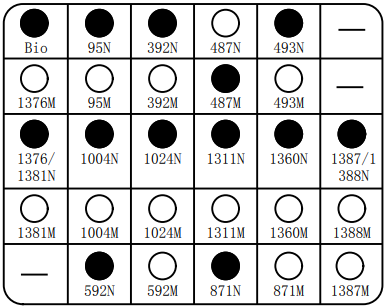 Bio 95N 392N 487N 493N —
1376M 95M 392M 487M 493M —
1376/ 1004N 1024N 1311N 1360N 1387/1
1381N 388N
1381M 1004M 1024M 1311M 1360M 1388M
— 592N 592M 871N 871M 1387M